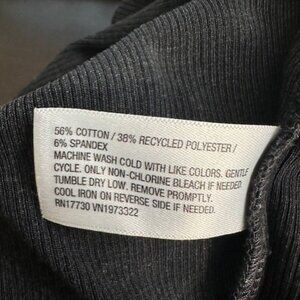 56% COTTON / 38% RECYCLED POLYESTER /
6% SPANDEX
MACHINE WASH COLD WITH LIKE COLORS. GENTLE
CYCLE. ONLY NON-CHLORINE BLEACH IF NEEDED.
TUMBLE DRY LOW. REMOVE PROMPTLY.
COOL IRON ON REVERSE SIDE IF NEEDED.
RN17730 VN1973322